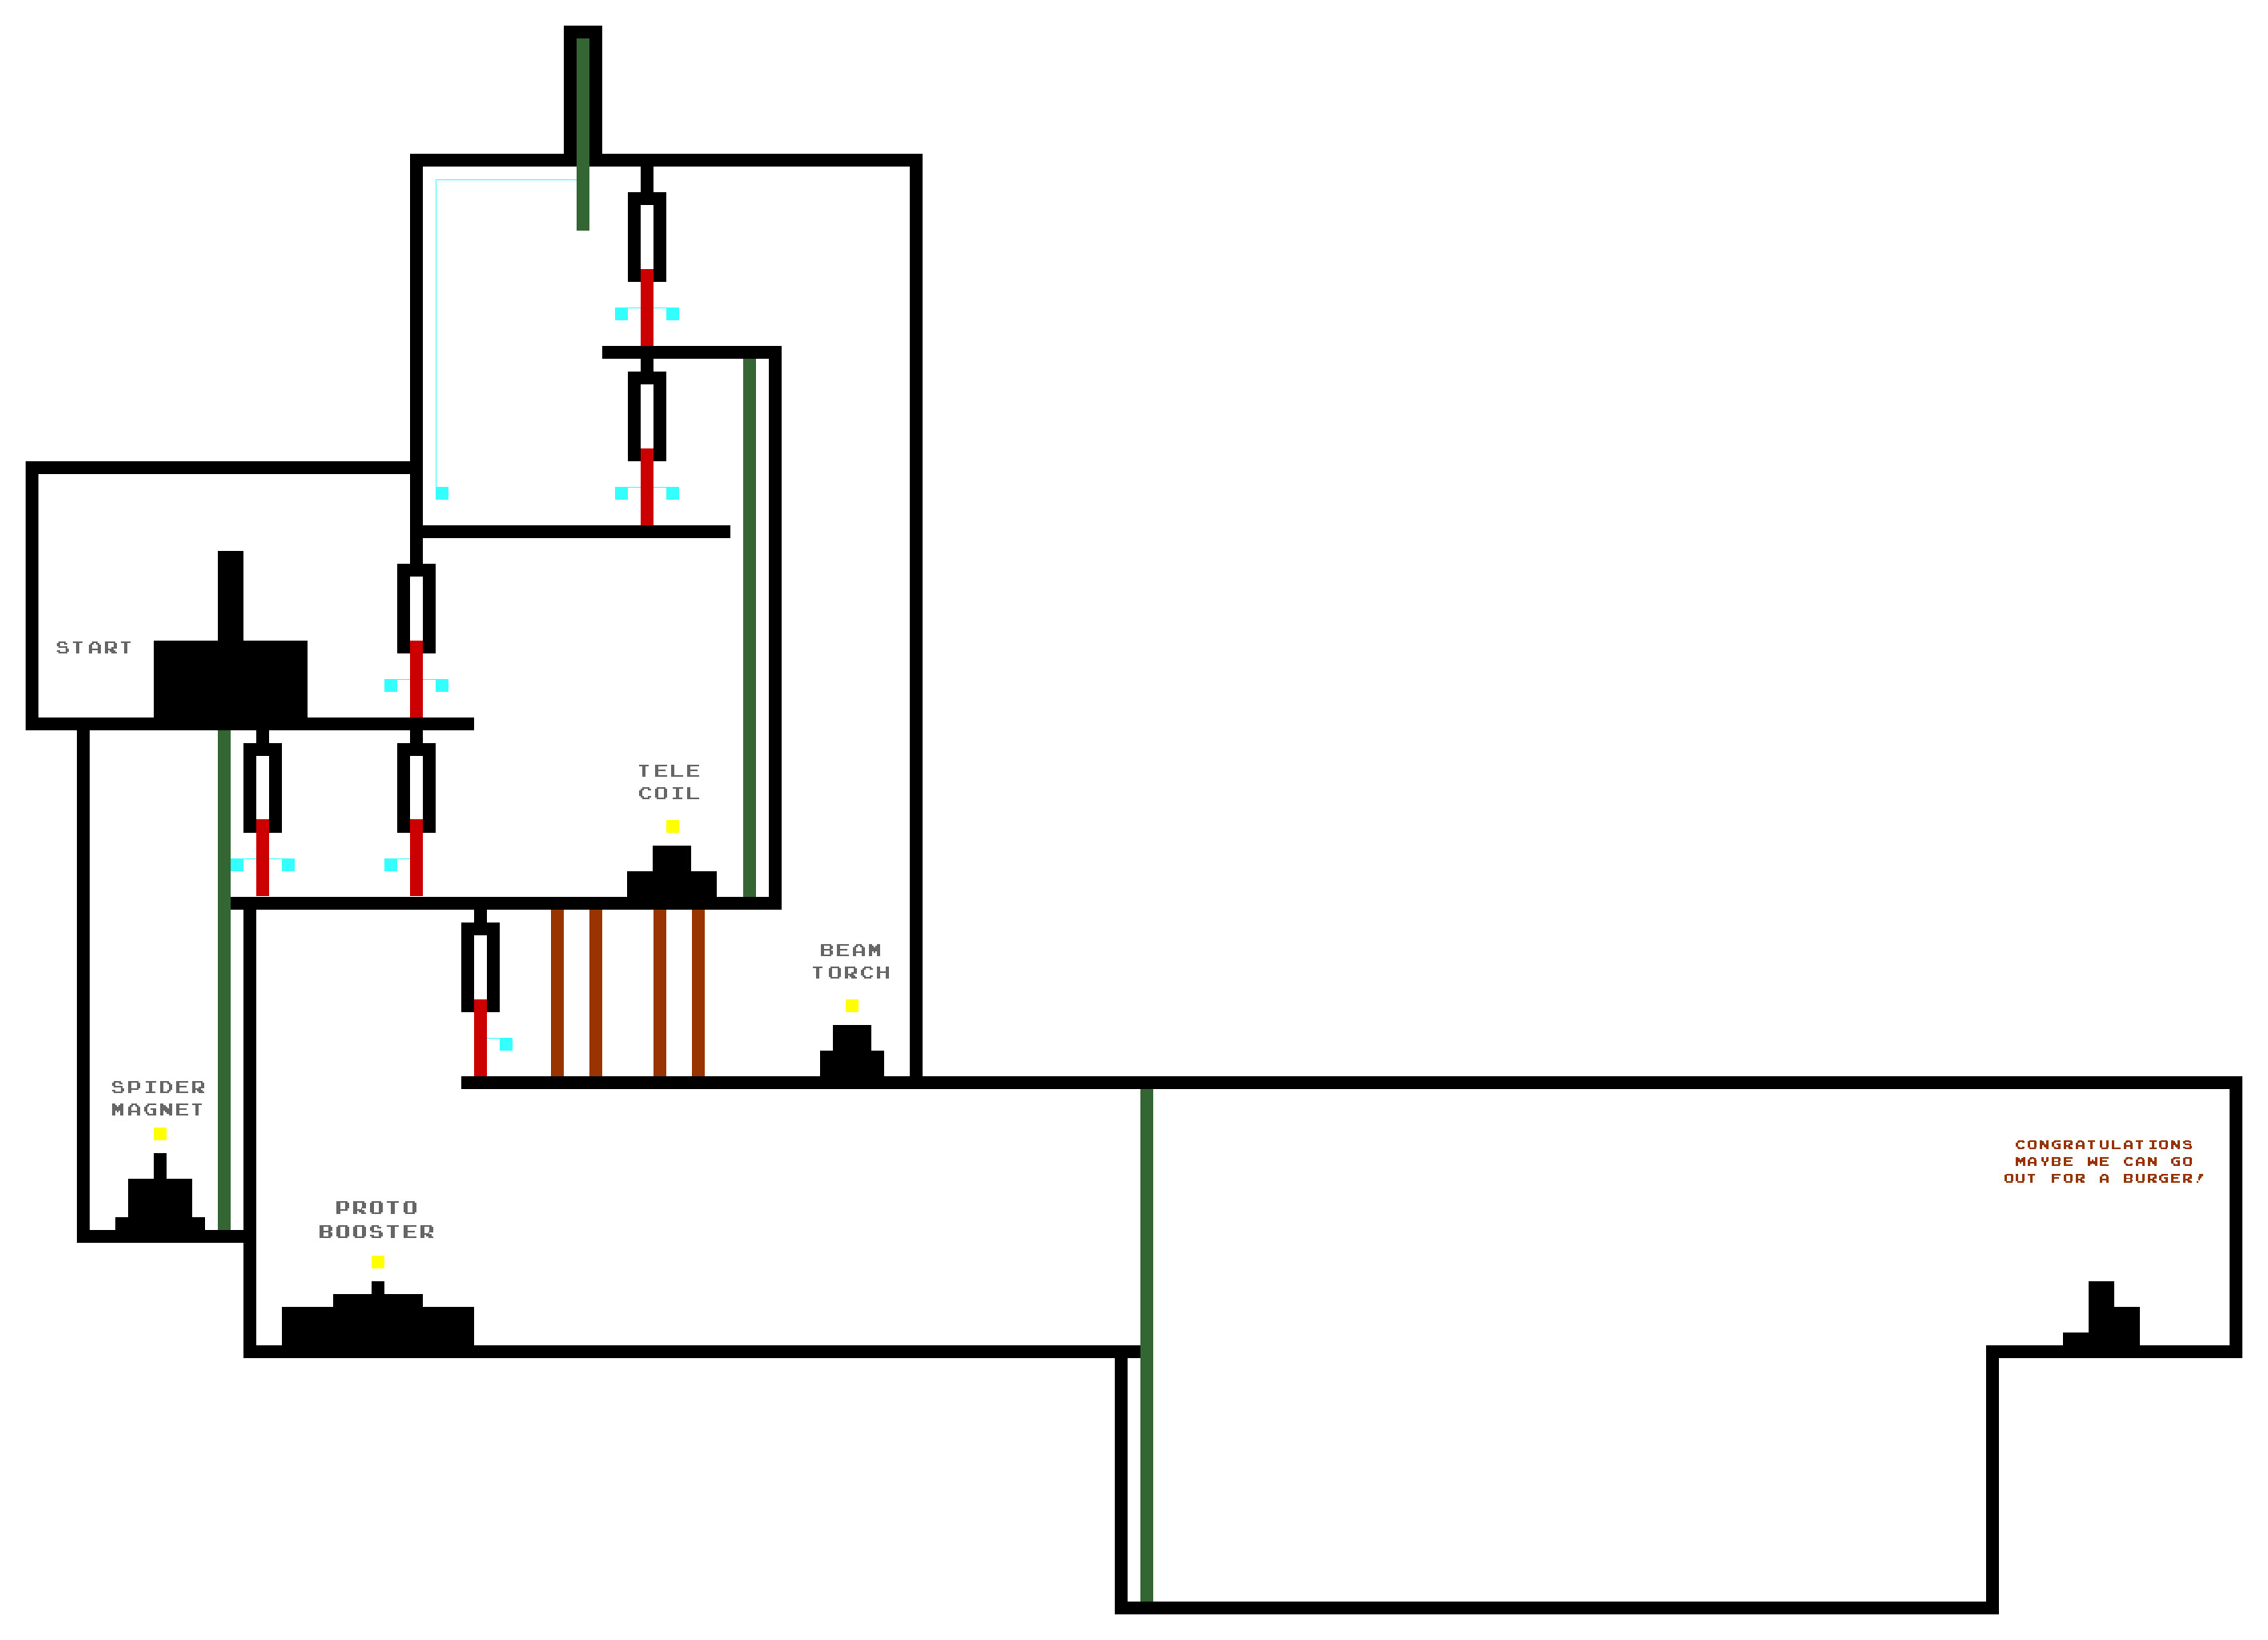 START
TELE
COIL
BEAM
TORCH
SPIDER
MAGNET
PROTO
BOOSTER
CONGRATULATIONS
MAYBE WE CAN GO
OUT FOR A BURGER!